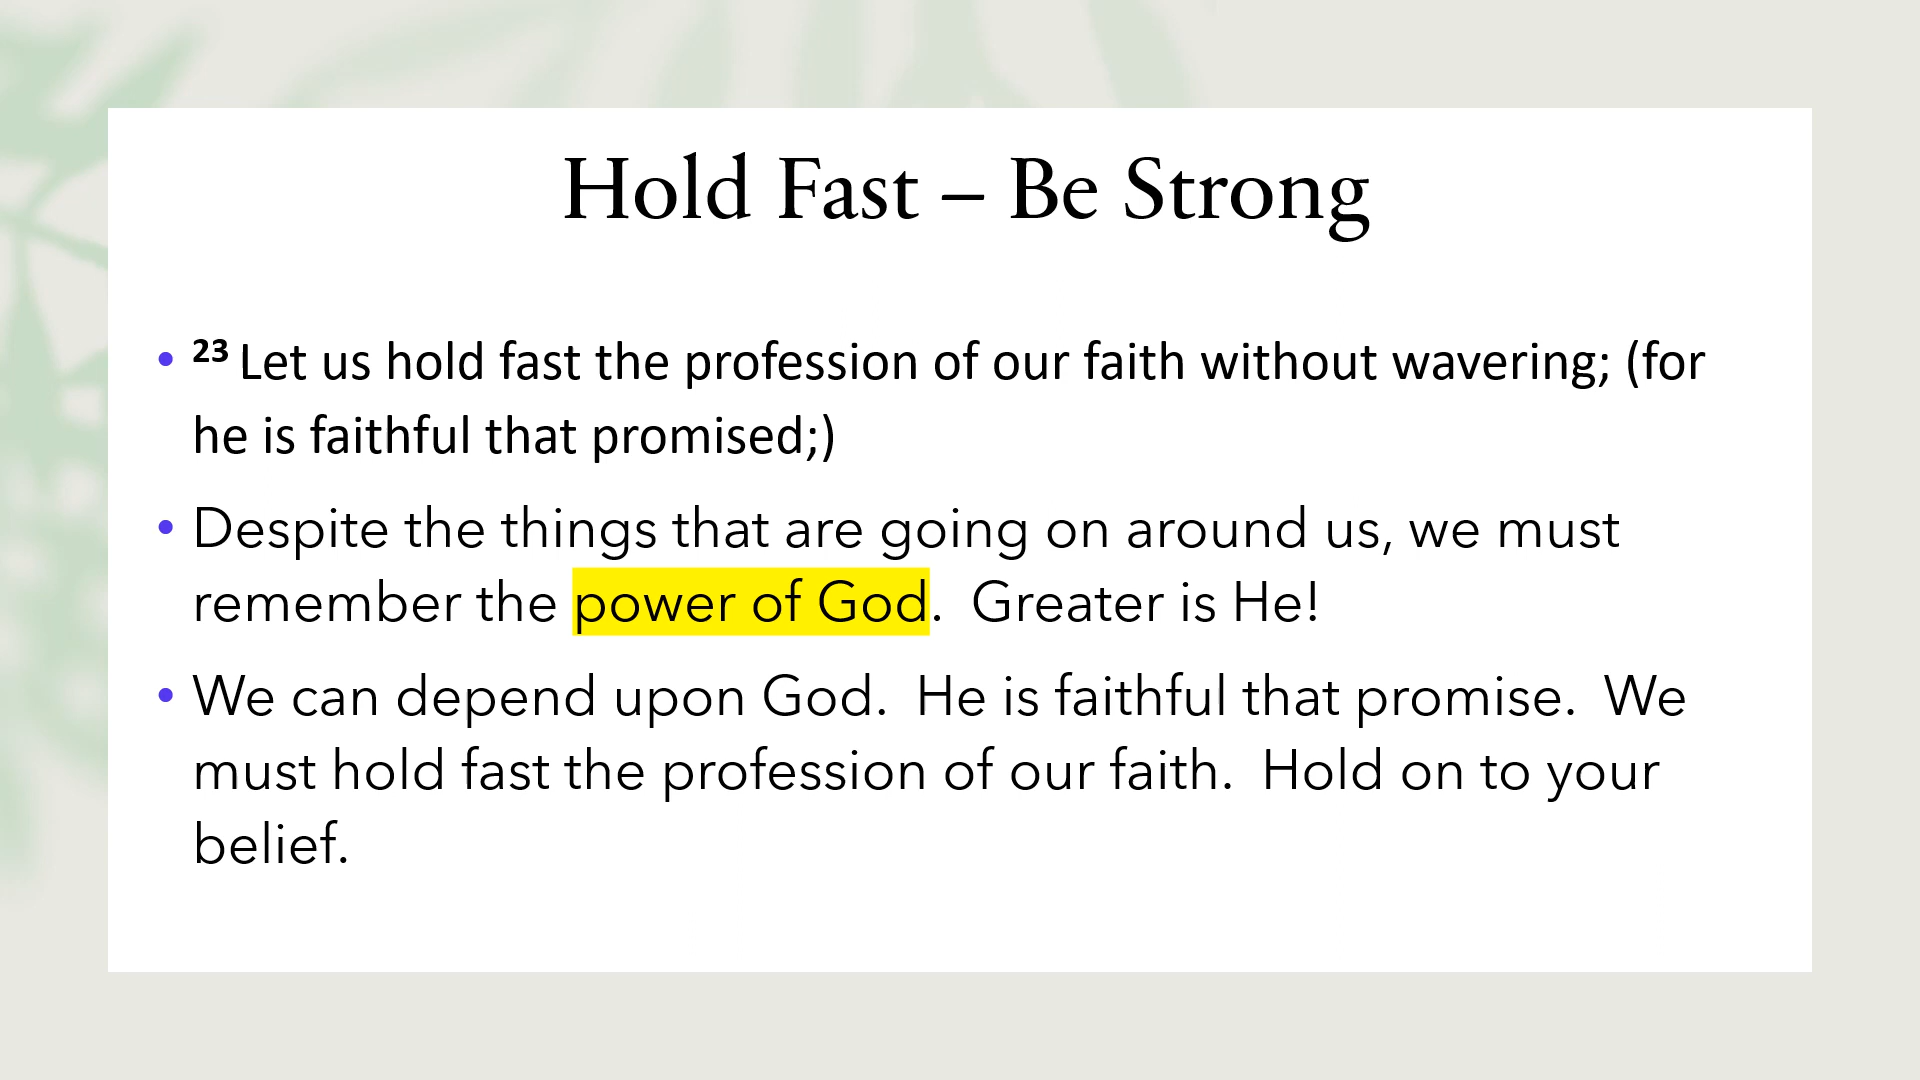 Hold Fast – Be Strong
• 23 Let us hold fast the profession of our faith without wavering; (for
he is faithful that promised;)
• Despite the things that are going on around us, we must
remember the power of God.  Greater is He!
• We can depend upon God.  He is faithful that promise.  We
must hold fast the profession of our faith.  Hold on to your
belief.